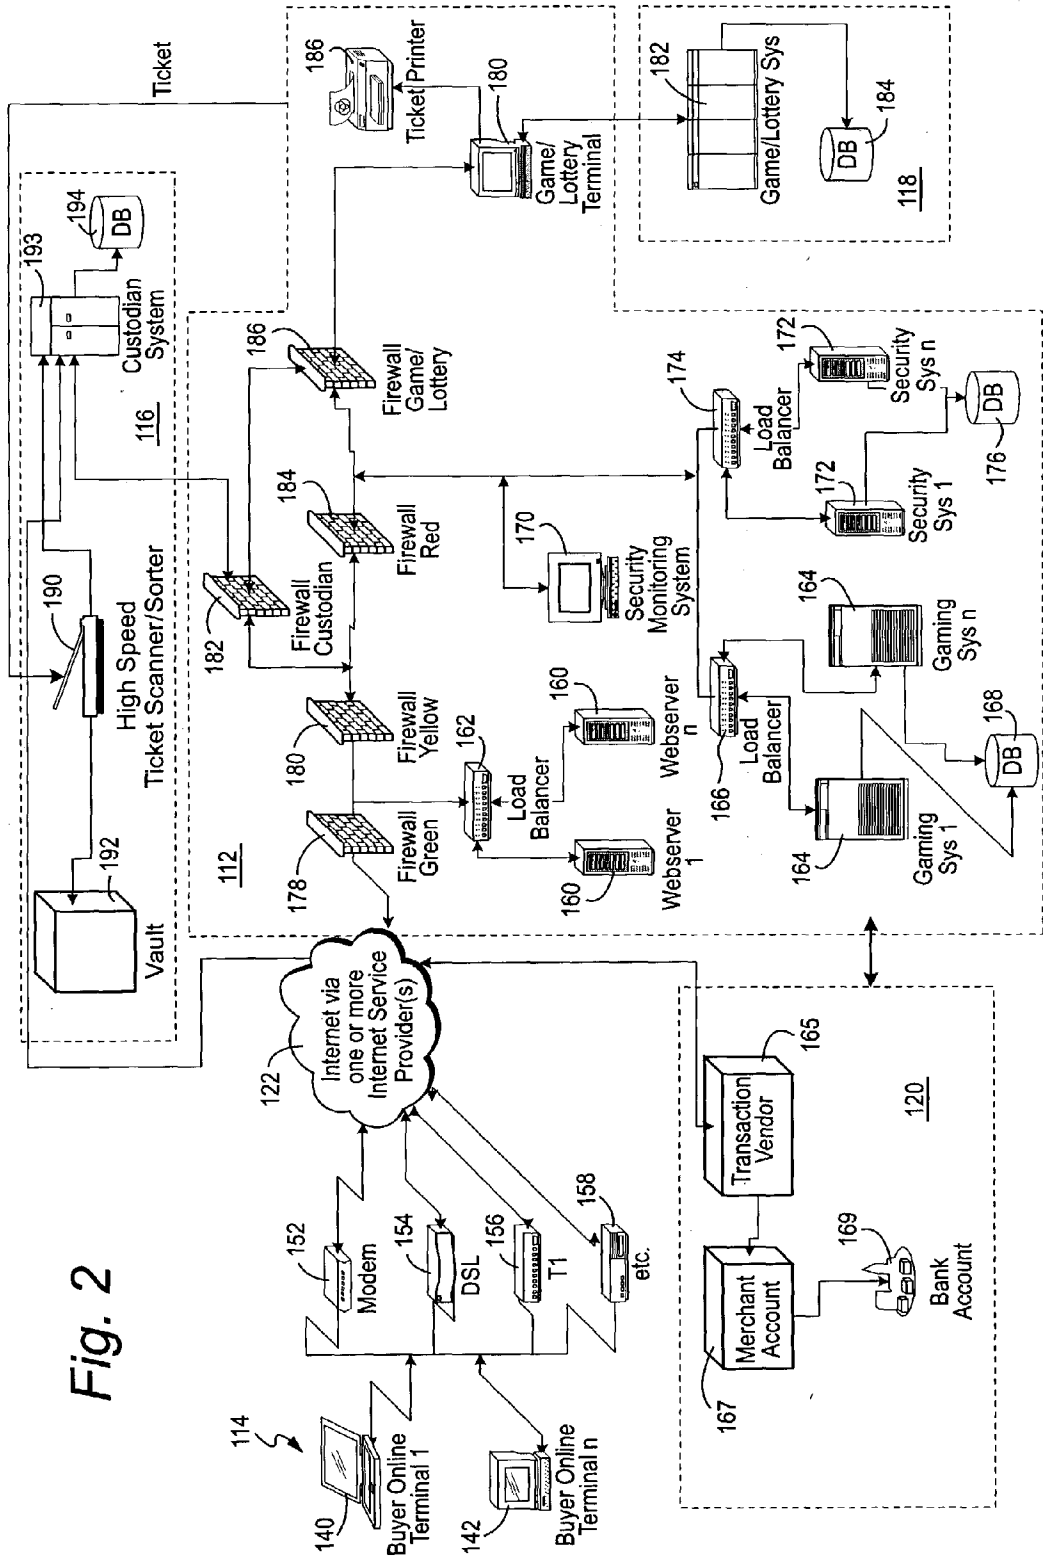 Fig. 2
114
140
Buyer Online
Terminal 1
142
Buyer Online
Terminal n
152
Modem
154
DSL
156
T1
158
etc.
122
Internet via
one or more
Internet Service
Provider(s)
Ticket
116
Vault
192
High Speed
Ticket Scanner/Sorter
190
193
194
DB
Custodian
System
112
178
Firewall
Green
180
Firewall
Yellow
182
Firewall
Custodian
184
Firewall
Red
186
Firewall
Game/
Lottery
186
Ticket Printer
180
Game/
Lottery
Terminal
182
Game/Lottery Sys
DB
184
118
162
Load
Balancer
160
Webserver
1
160
Webserver
n
170
Security
Monitoring
System
166
Load
Balancer
164
Gaming
Sys 1
164
Gaming
Sys n
168
DB
174
Load
Balancer
172
Security
Sys 1
172
Security
Sys n
DB
176
120
165
Transaction
Vendor
167
Merchant
Account
169
Bank
Account